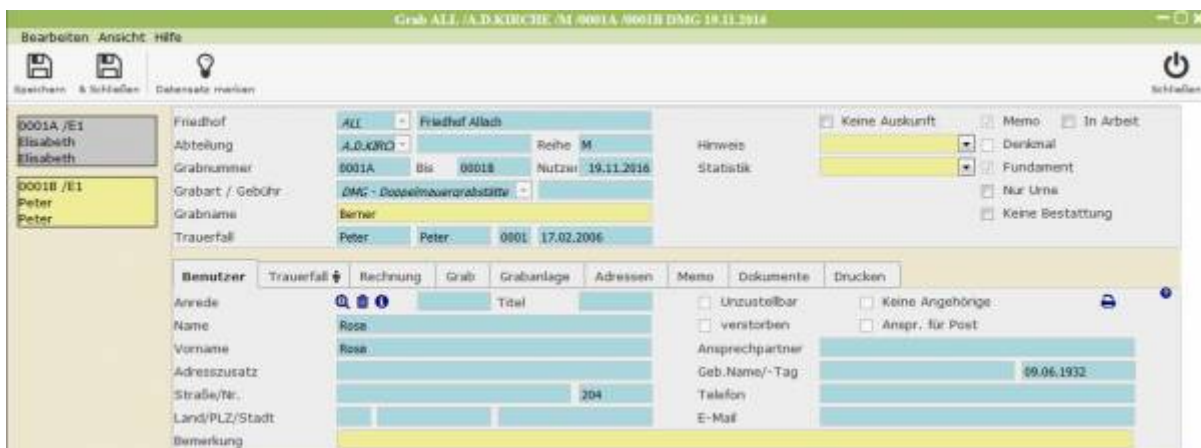 Grab ALL /A.D.KIRCHE /M /0001A /0001B DMG 19.11.2016
Bearbeiten Ansicht Hilfe
Speichern & Schließen Datensatz merken Schließen
0001A /E1
Elisabeth
Elisabeth
0001B /E1
Peter
Peter
Friedhof ALL Friedhof Allach Keine Auskunft Memo In Arbeit
Abteilung A.D.KIRC Reihe M Hinweis Denkmal
Grabnummer 0001A Bis 0001B Nutzer 19.11.2016 Statistik Fundament
Grabart / Gebühr DMG - Doppelmauergrabstätte Nur Urne
Grabname Berner Keine Bestattung
Trauerfall Peter Peter 0001 17.02.2006
Benutzer Trauerfall Rechnung Grab Grabanlage Adressen Memo Dokumente Drucken
Anrede Titel Unzustellbar Keine Angehörige
Name Rosa verstorben Anspr. für Post
Vorname Rosa Ansprechpartner
Adresszusatz Geb.Name/-Tag 09.06.1932
Straße/Nr. 204 Telefon
Land/PLZ/Stadt E-Mail
Bemerkung